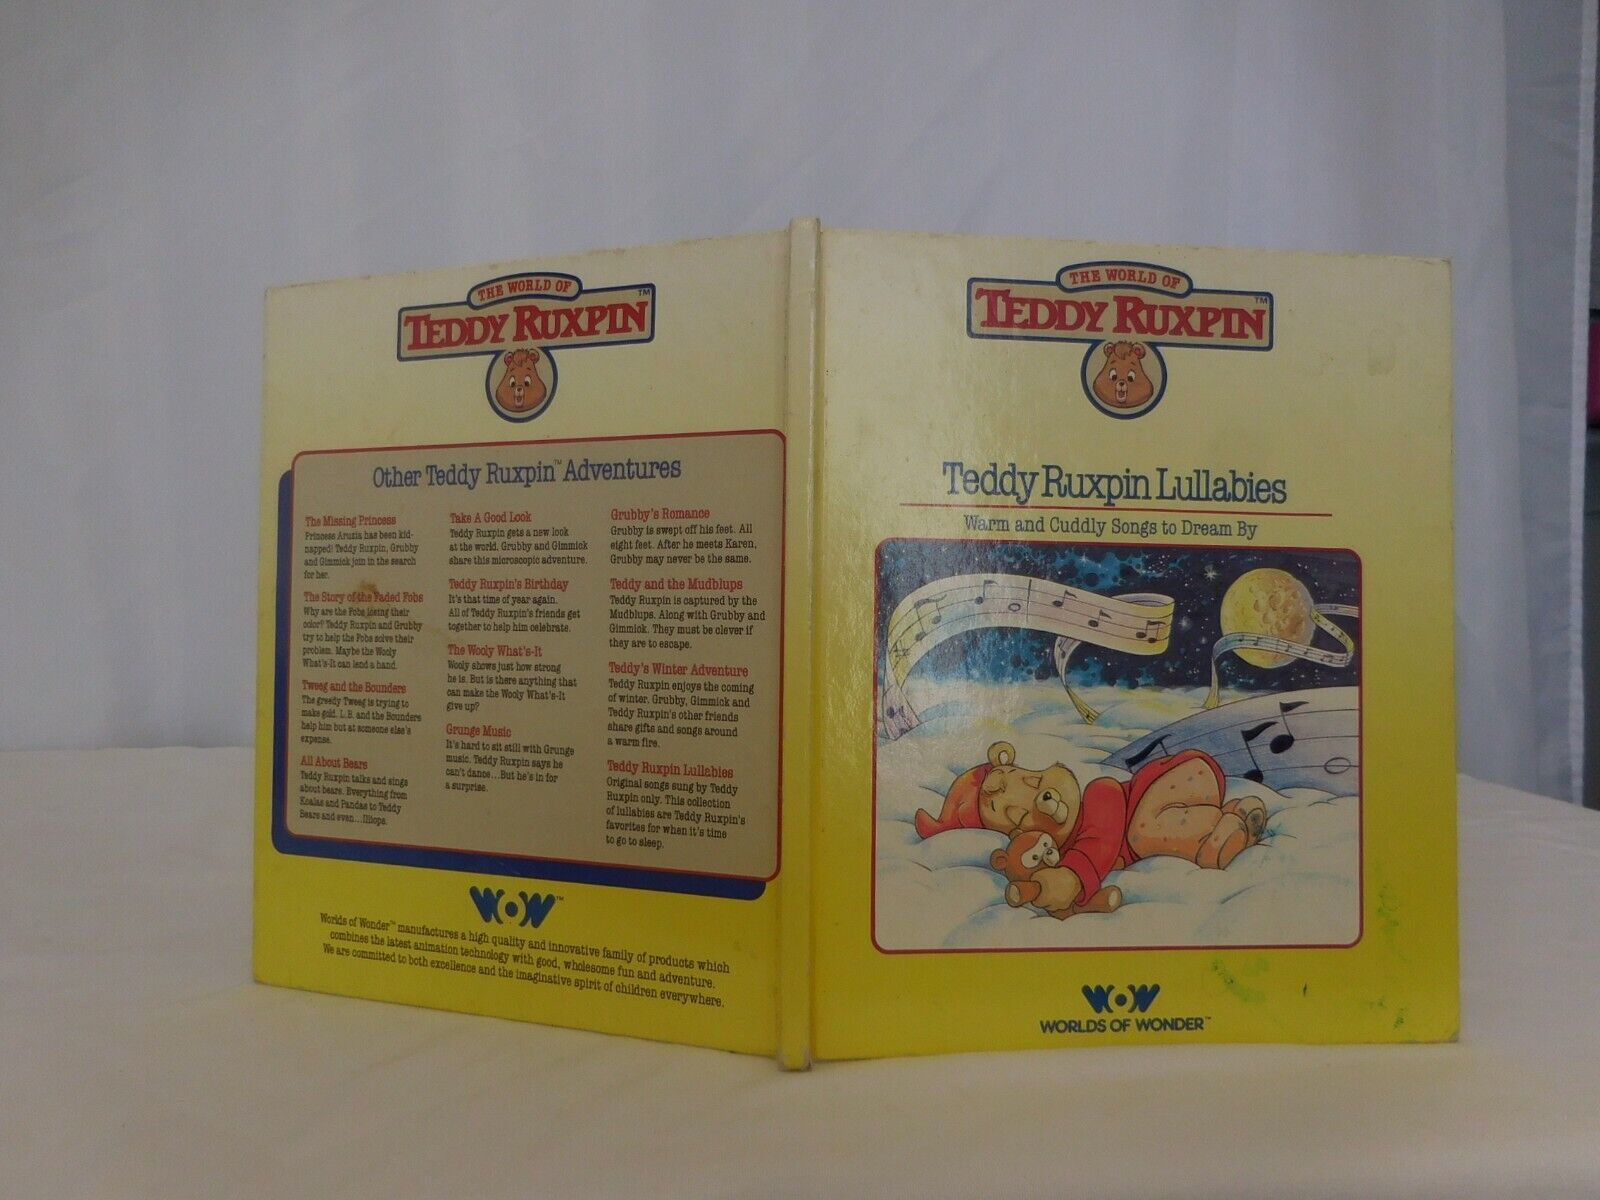 THE WORLD OF
TEDDY RUXPIN™
Other Teddy Ruxpin™ Adventures
The Missing Princess
Princess Aruzia has been kid-
napped! Teddy Ruxpin, Grubby
and Gimmick join in the search
for her.
The Story of the Faded Fobs
Why are the Fobs losing their
color? Teddy Ruxpin and Grubby
try to help the Fobs solve their
problem. Maybe the Wooly
What's-It can lend a hand.
Tweeg and the Bounders
The greedy Tweeg is trying to
make gold. L.B. and the Bounders
help him but at someone else's
expense.
All About Bears
Teddy Ruxpin talks and sings
about bears. Everything from
Koalas and Pandas to Teddy
Bears and even...Illiops.
Take A Good Look
Teddy Ruxpin gets a new look
at the world. Grubby and Gimmick
share this microscopic adventure.
Teddy Ruxpin's Birthday
It's that time of year again.
All of Teddy Ruxpin's friends get
together to help him celebrate.
The Wooly What's-It
Wooly shows just how strong
he is. But is there anything that
can make the Wooly What's-It
give up?
Grunge Music
It's hard to sit still with Grunge
music. Teddy Ruxpin says he
can't dance...But he's in for
a surprise.
Grubby's Romance
Grubby is swept off his feet. All
eight feet. After he meets Karen,
Grubby may never be the same.
Teddy and the Mudblups
Teddy Ruxpin is captured by the
Mudblups. Along with Grubby and
Gimmick. They must be clever if
they are to escape.
Teddy's Winter Adventure
Teddy Ruxpin enjoys the coming
of winter. Grubby, Gimmick and
Teddy Ruxpin's other friends
share gifts and songs around
a warm fire.
Teddy Ruxpin Lullabies
Original songs sung by Teddy
Ruxpin only. This collection
of lullabies are Teddy Ruxpin's
favorites for when it's time
to go to sleep.
WOW™
Worlds of Wonder™ manufactures a high quality and innovative family of products which
combines the latest animation technology with good, wholesome fun and adventure.
We are committed to both excellence and the imaginative spirit of children everywhere.
THE WORLD OF
TEDDY RUXPIN™
Teddy Ruxpin Lullabies
Warm and Cuddly Songs to Dream By
WOW
WORLDS OF WONDER™